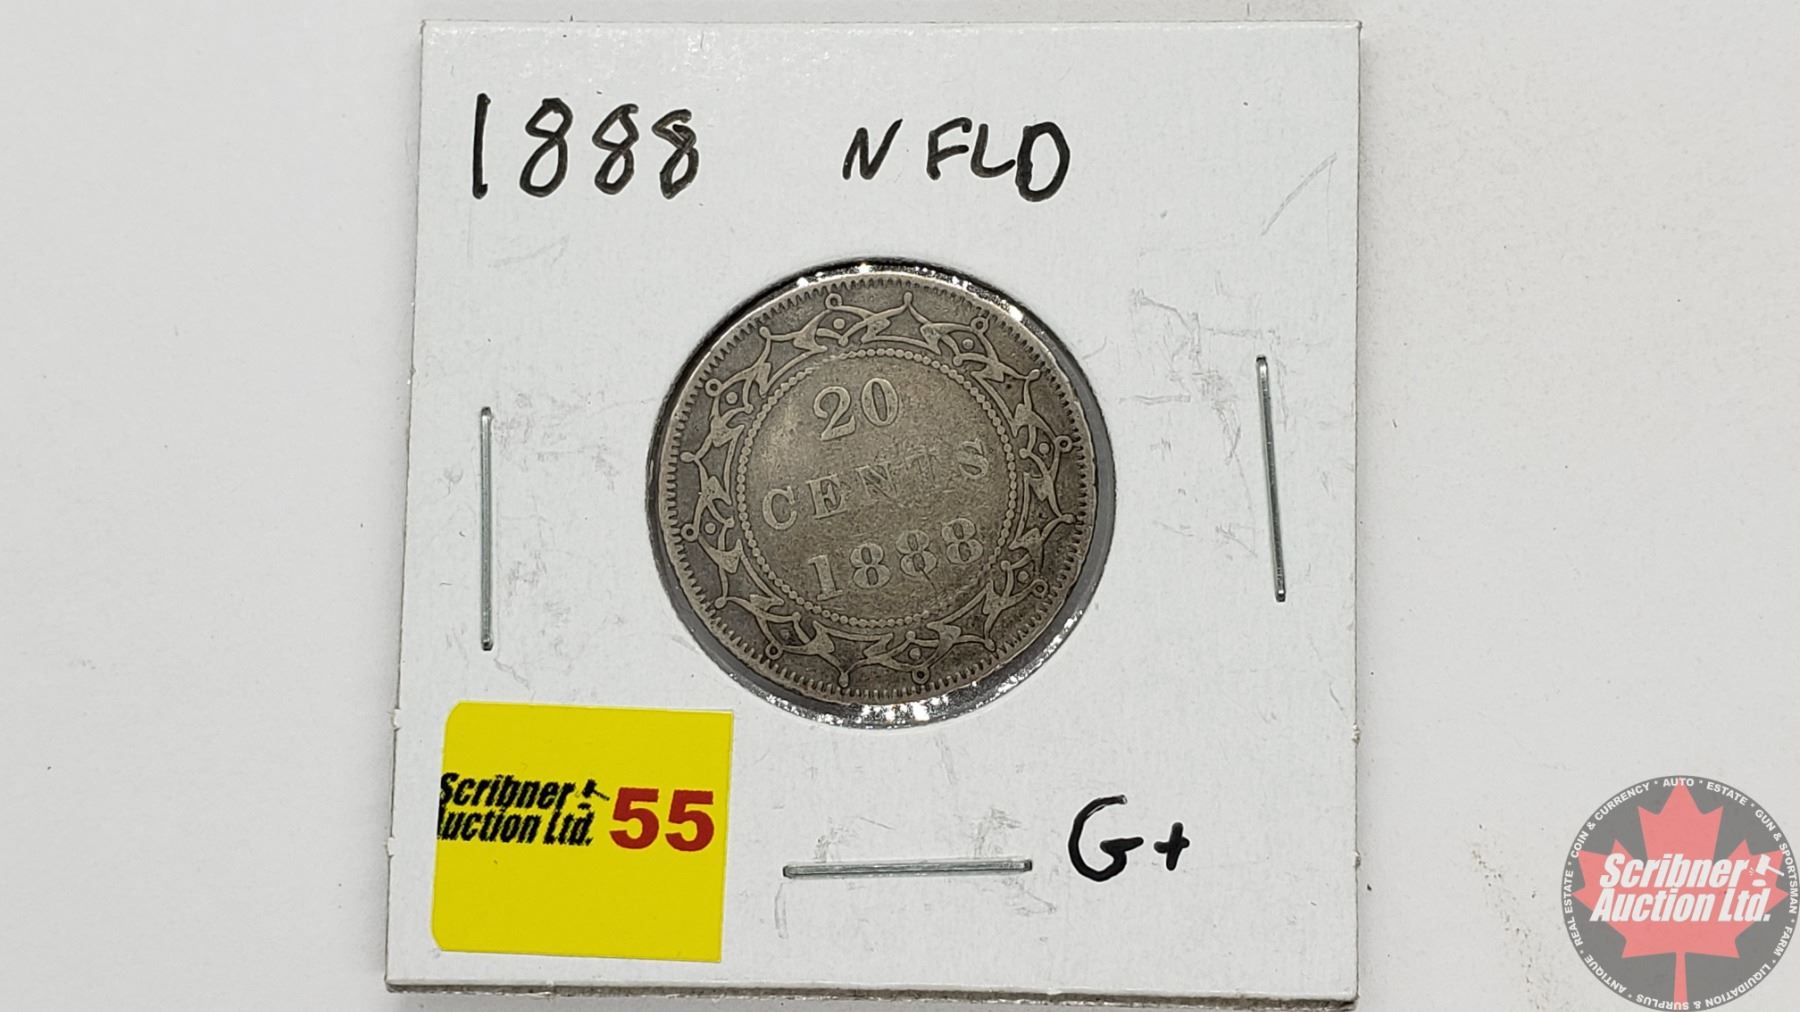 1888 NFLD
20
CENTS
1888
Scribner 55
uction Ltd.
G+
REAL ESTATE · COIN & CURRENCY · AUTO · ESTATE · GUN & SPORTSMAN · FARM · LIQUIDATION & SURPLUS · ANTIQUE ·
Scribner
Auction Ltd.